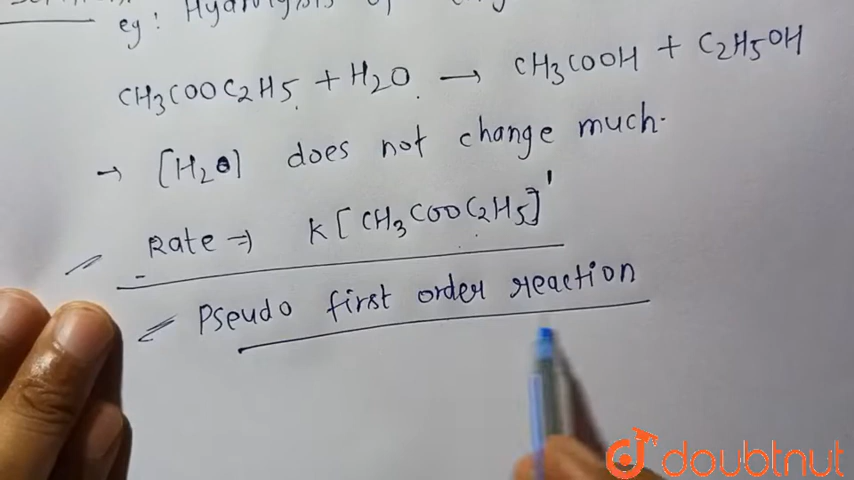 eg: Hydrolysis of
CH3COOC2H5 + H2O → CH3COOH + C2H5OH
→ [H2O] does not change much.
Rate ⇒ K[CH3COOC2H5]'
Pseudo first order reaction
doubtnut